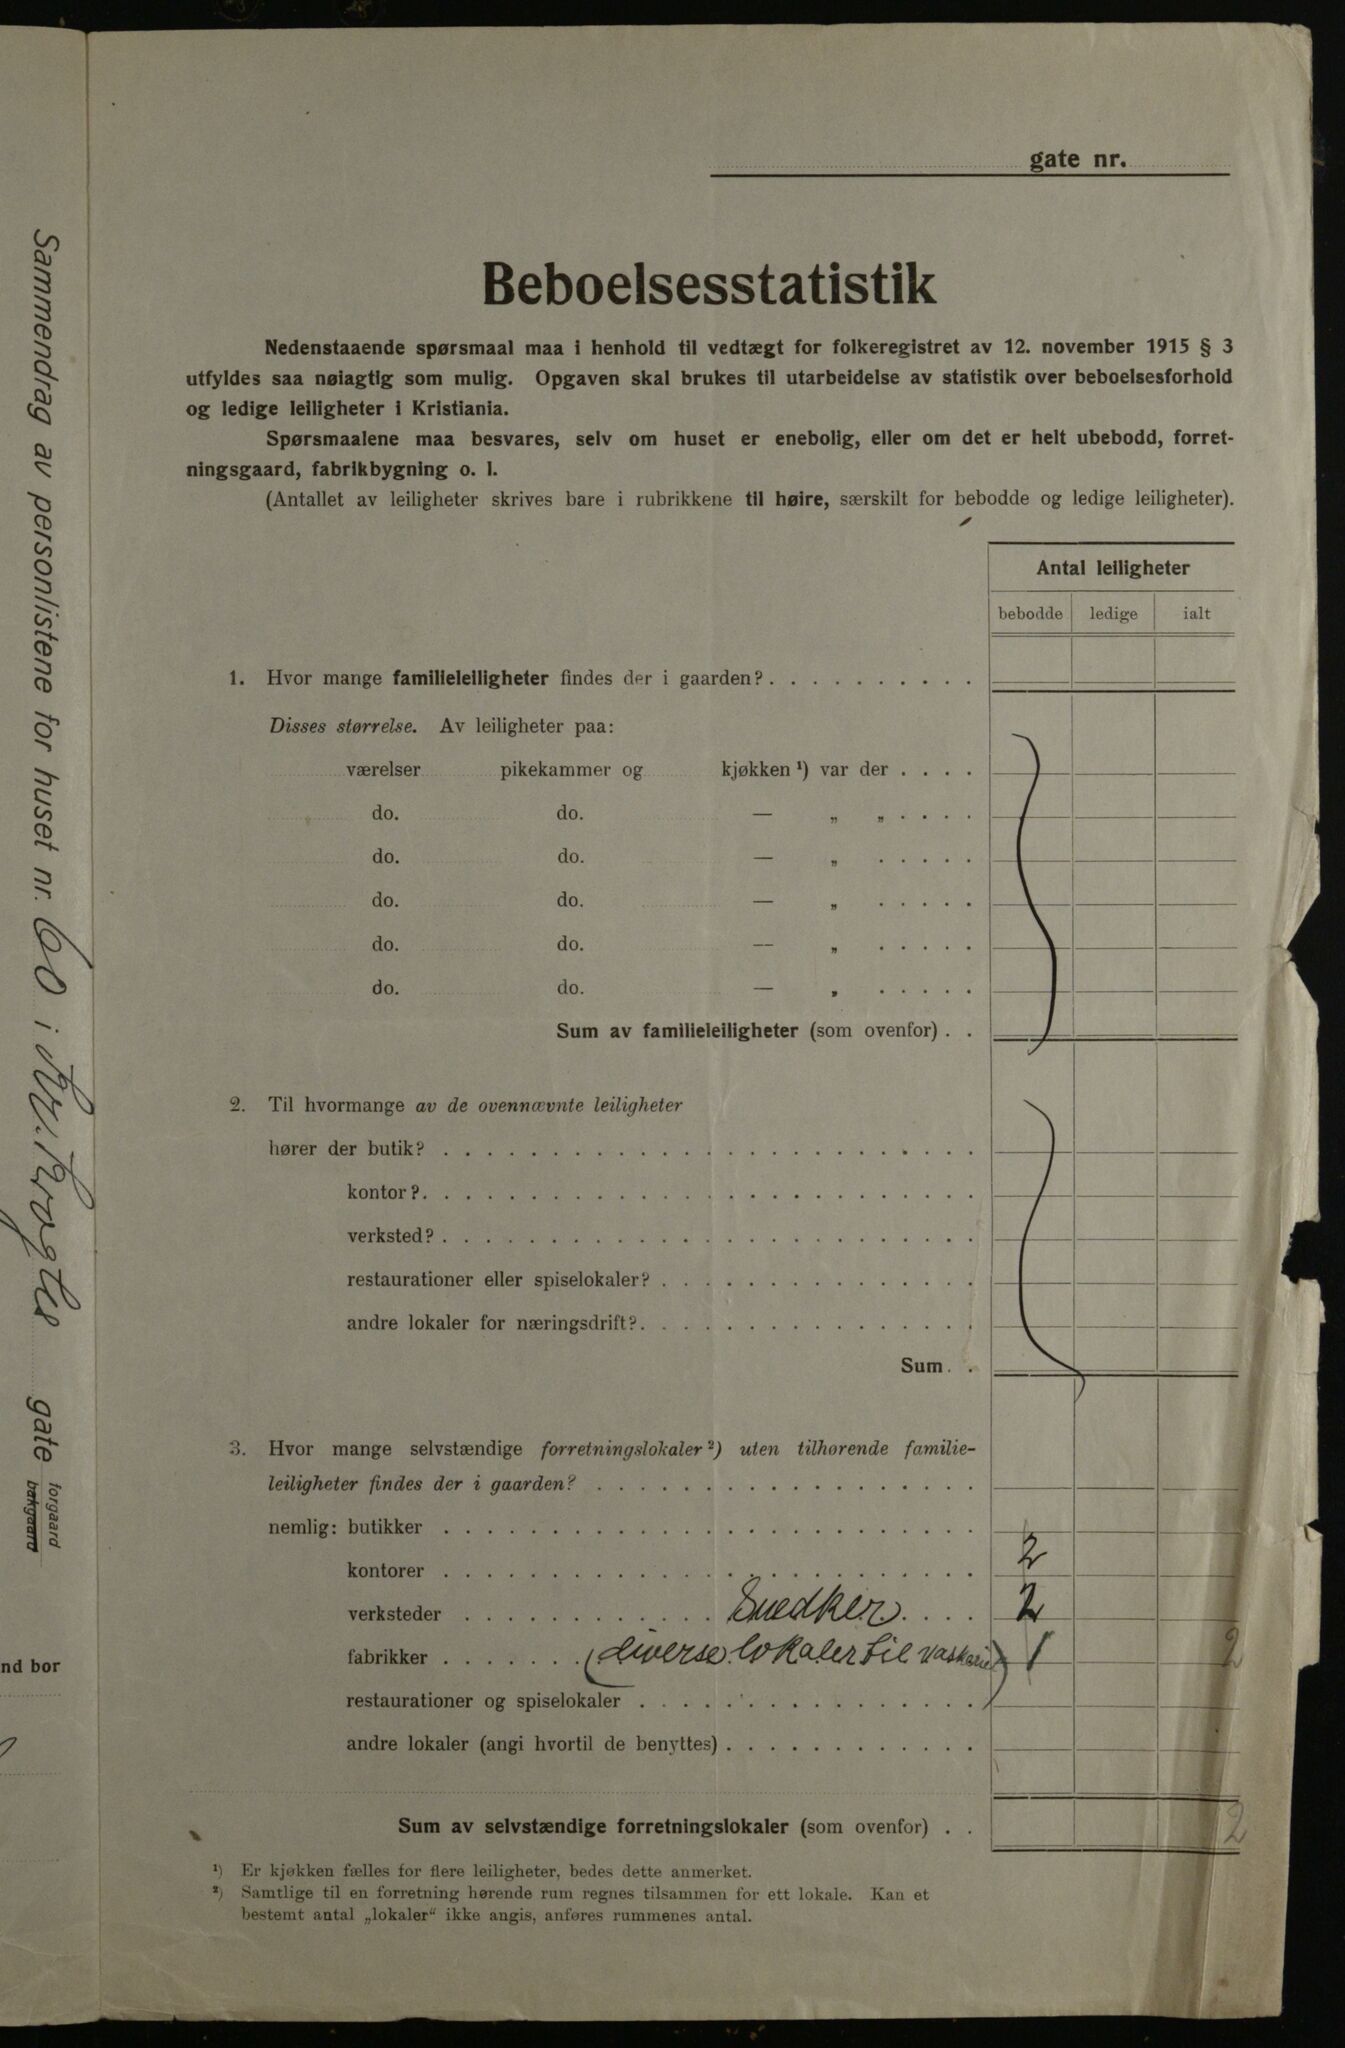 gate nr.
Beboelsesstatistik
Nedenstaaende spørsmaal maa i henhold til vedtægt for folkeregistret av 12. november 1915 § 3
utfyldes saa nøiagtig som mulig. Opgaven skal brukes til utarbeidelse av statistik over beboelsesforhold
og ledige leiligheter i Kristiania.
Spørsmaalene maa besvares, selv om huset er enebolig, eller om det er helt ubebodd, forret-
ningsgaard, fabrikbygning o. l.
(Antallet av leiligheter skrives bare i rubrikkene til høire, særskilt for bebodde og ledige leiligheter).
Antal leiligheter
bebodde ledige ialt
1. Hvor mange familieleiligheter findes der i gaarden? . . . . . . . . . .
Disses størrelse. Av leiligheter paa:
værelser pikekammer og kjøkken ¹) var der . . . .
do. do. — „ „ . . . .
do. do. — „ . . . . .
do. do. — „ . . . . .
do. do. — „ . . . . .
do. do. — „ . . . . .
Sum av familieleiligheter (som ovenfor) . .
2. Til hvormange av de ovennævnte leiligheter
hører der butik? . . . . . . . . . . . . . . . . . . .
kontor? . . . . . . . . . . . . . . . . . . .
verksted? . . . . . . . . . . . . . . . . . . .
restaurationer eller spiselokaler? . . . . . . . . . . .
andre lokaler for næringsdrift? . . . . . . . . . . . .
Sum . .
3. Hvor mange selvstændige forretningslokaler ²) uten tilhørende familie-
leiligheter findes der i gaarden? . . . . . . . . . . . . . .
nemlig: butikker . . . . . . . . . . . . . . . . . . .
kontorer . . . . . . . . . . . . . . . . . . . 2
verksteder . . . . . . . . . Snedker . . . . 2
fabrikker . . . . . . . (diverse lokaler til vaskeri) 1 2
restaurationer og spiselokaler . . . . . . . . . . . .
andre lokaler (angi hvortil de benyttes) . . . . . . . . .
Sum av selvstændige forretningslokaler (som ovenfor) . . 2
¹) Er kjøkken fælles for flere leiligheter, bedes dette anmerket.
²) Samtlige til en forretning hørende rum regnes tilsammen for ett lokale. Kan et
bestemt antal „lokaler“ ikke angis, anføres rummenes antal.
Sammendrag av personlistene for huset nr. 60 i Kr. Kroghs gate forgaard
bakgaard
nd bor